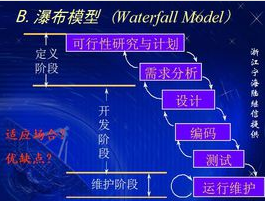 B. 瀑布模型 (Waterfall Model)
可行性研究与计划
定义
阶段
需求分析
设计
开
发
阶
段
编码
适应场合?
优缺点?
测试
维护阶段
运行维护
浙江宁海陈继信提供